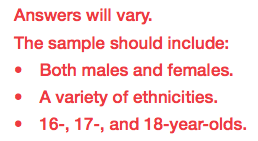 Answers will vary.
The sample should include:
• Both males and females.
• A variety of ethnicities.
• 16-, 17-, and 18-year-olds.